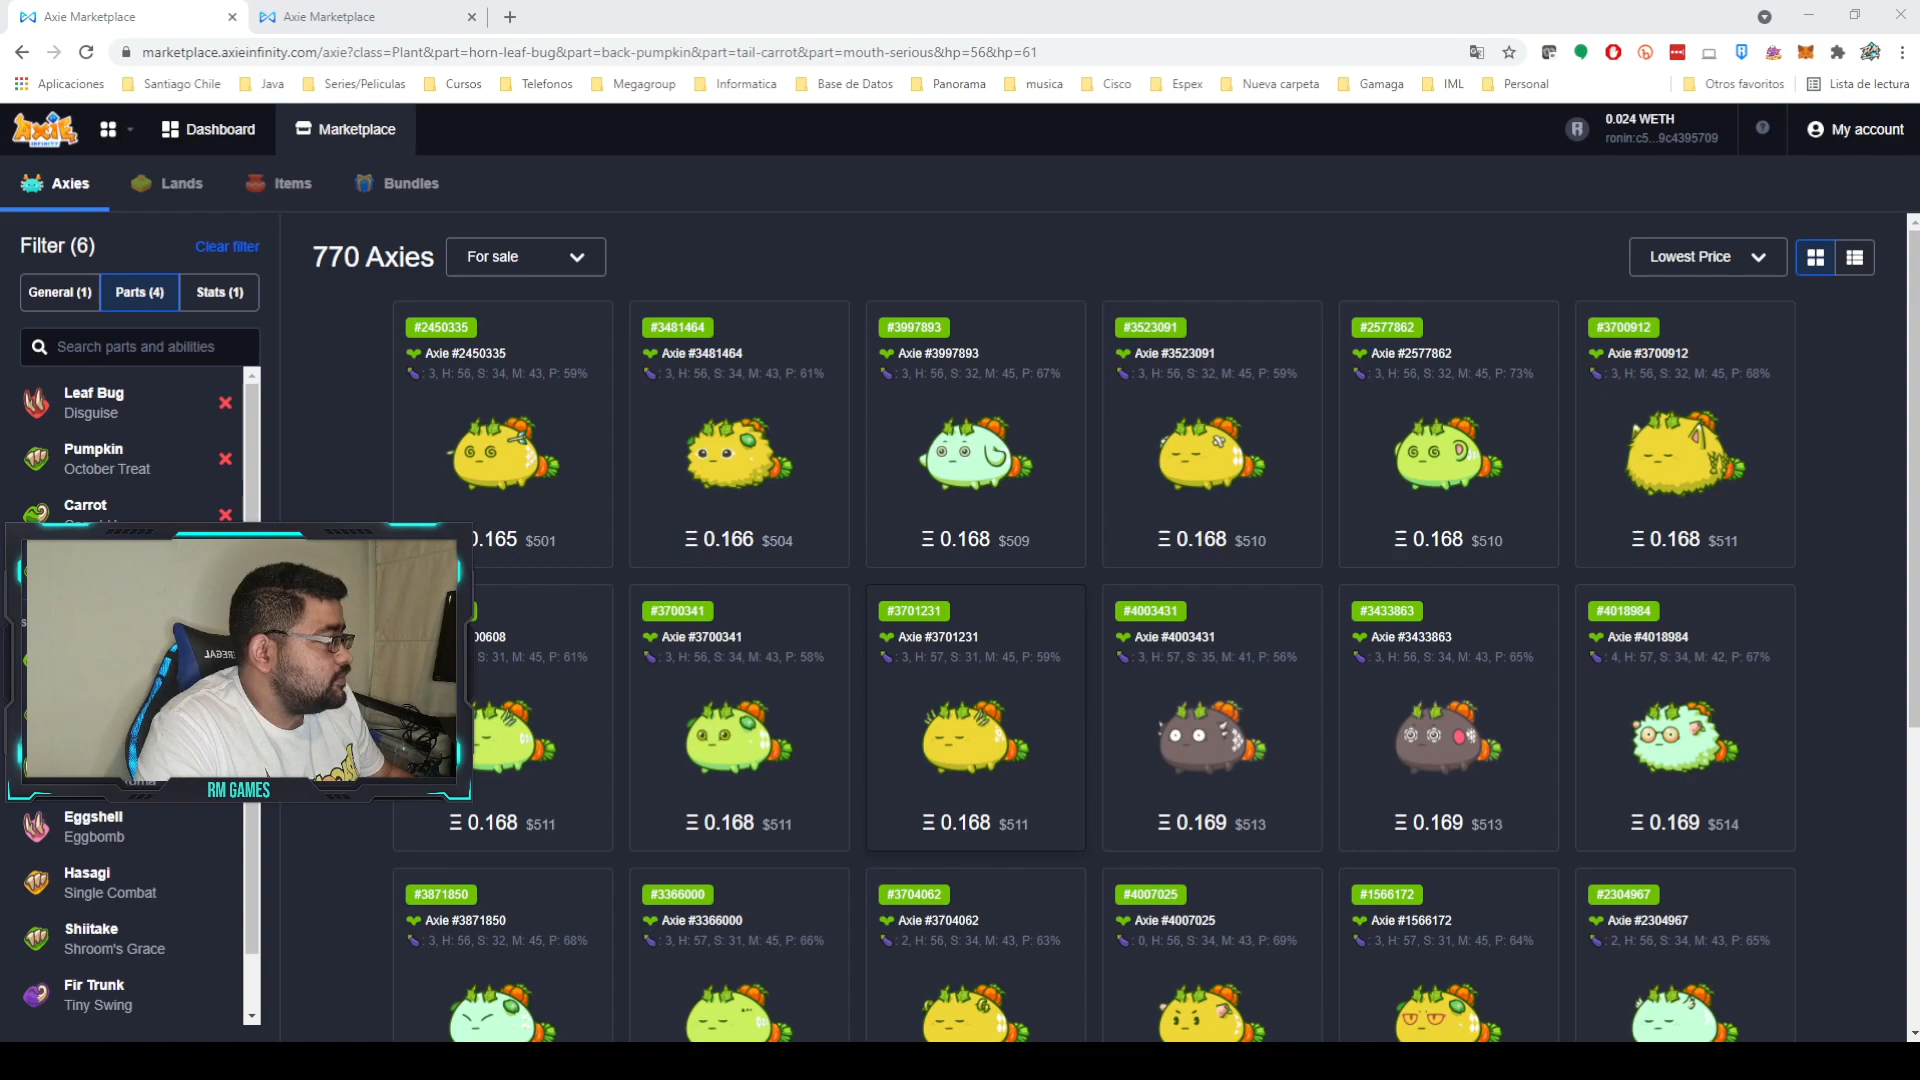 Axie Marketplace
Axie Marketplace
marketplace.axieinfinity.com/axie?class=Plant&part=horn-leaf-bug&part=back-pumpkin&part=tail-carrot&part=mouth-serious&hp=56&hp=61
Aplicaciones Santiago Chile Java Series/Peliculas Cursos Telefonos Megagroup Informatica Base de Datos Panorama musica Cisco Espex Nueva carpeta Gamaga IML Personal Otros favoritos Lista de lectura
AXIE INFINITY
Dashboard
Marketplace
0.024 WETH
ronin:c5...9c4395709
My account
Axies Lands Items Bundles
Filter (6) Clear filter
General (1) Parts (4) Stats (1)
Search parts and abilities
Leaf Bug
Disguise
Pumpkin
October Treat
Carrot
Eggshell
Eggbomb
Hasagi
Single Combat
Shiitake
Shroom's Grace
Fir Trunk
Tiny Swing
770 Axies For sale Lowest Price
#2450335
Axie #2450335
: 3, H: 56, S: 34, M: 43, P: 59%
0.165 $501
#3481464
Axie #3481464
: 3, H: 56, S: 34, M: 43, P: 61%
Ξ 0.166 $504
#3997893
Axie #3997893
: 3, H: 56, S: 32, M: 45, P: 67%
Ξ 0.168 $509
#3523091
Axie #3523091
: 3, H: 56, S: 32, M: 45, P: 59%
Ξ 0.168 $510
#2577862
Axie #2577862
: 3, H: 56, S: 32, M: 45, P: 73%
Ξ 0.168 $510
#3700912
Axie #3700912
: 3, H: 56, S: 32, M: 45, P: 68%
Ξ 0.168 $511
00608
S: 31, M: 45, P: 61%
Ξ 0.168 $511
#3700341
Axie #3700341
: 3, H: 56, S: 34, M: 43, P: 58%
Ξ 0.168 $511
#3701231
Axie #3701231
: 3, H: 57, S: 31, M: 45, P: 59%
Ξ 0.168 $511
#4003431
Axie #4003431
: 3, H: 57, S: 35, M: 41, P: 56%
Ξ 0.169 $513
#3433863
Axie #3433863
: 3, H: 56, S: 34, M: 43, P: 65%
Ξ 0.169 $513
#4018984
Axie #4018984
: 4, H: 57, S: 34, M: 42, P: 67%
Ξ 0.169 $514
#3871850
Axie #3871850
: 3, H: 56, S: 32, M: 45, P: 68%
#3366000
Axie #3366000
: 3, H: 57, S: 31, M: 45, P: 66%
#3704062
Axie #3704062
: 2, H: 56, S: 34, M: 43, P: 63%
#4007025
Axie #4007025
: 0, H: 56, S: 34, M: 43, P: 69%
#1566172
Axie #1566172
: 3, H: 57, S: 31, M: 45, P: 64%
#2304967
Axie #2304967
: 2, H: 56, S: 34, M: 43, P: 65%
RM GAMES